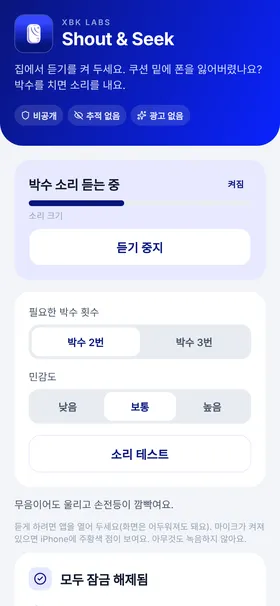 XBK LABS
Shout & Seek
집에서 듣기를 켜 두세요. 쿠션 밑에 폰을 잃어버렸나요?
박수를 치면 소리를 내요.
비공개
추적 없음
광고 없음
박수 소리 듣는 중
켜짐
소리 크기
듣기 중지
필요한 박수 횟수
박수 2번
박수 3번
민감도
낮음
보통
높음
소리 테스트
무음이어도 울리고 손전등이 깜빡여요.
듣게 하려면 앱을 열어 두세요(화면은 어두워져도 돼요). 마이크가 켜져
있으면 iPhone에 주황색 점이 보여요. 아무것도 녹음하지 않아요.
모두 잠금 해제됨